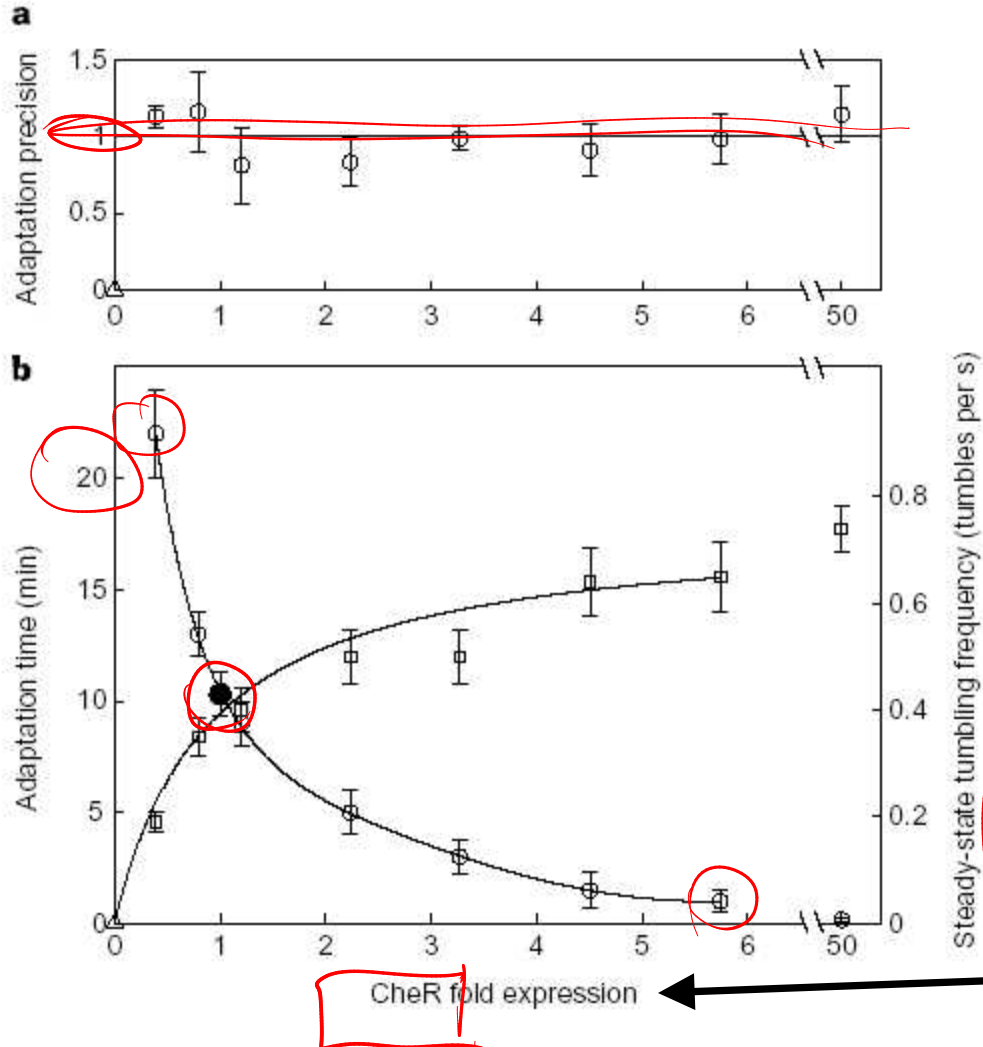 a
Adaptation precision
1.5
1
0.5
0
0 1 2 3 4 5 6 50
b
Adaptation time (min)
20
15
10
5
0
0.8
0.6
0.4
0.2
0
Steady-state tumbling frequency (tumbles per s)
0 1 2 3 4 5 6 50
CheR fold expression